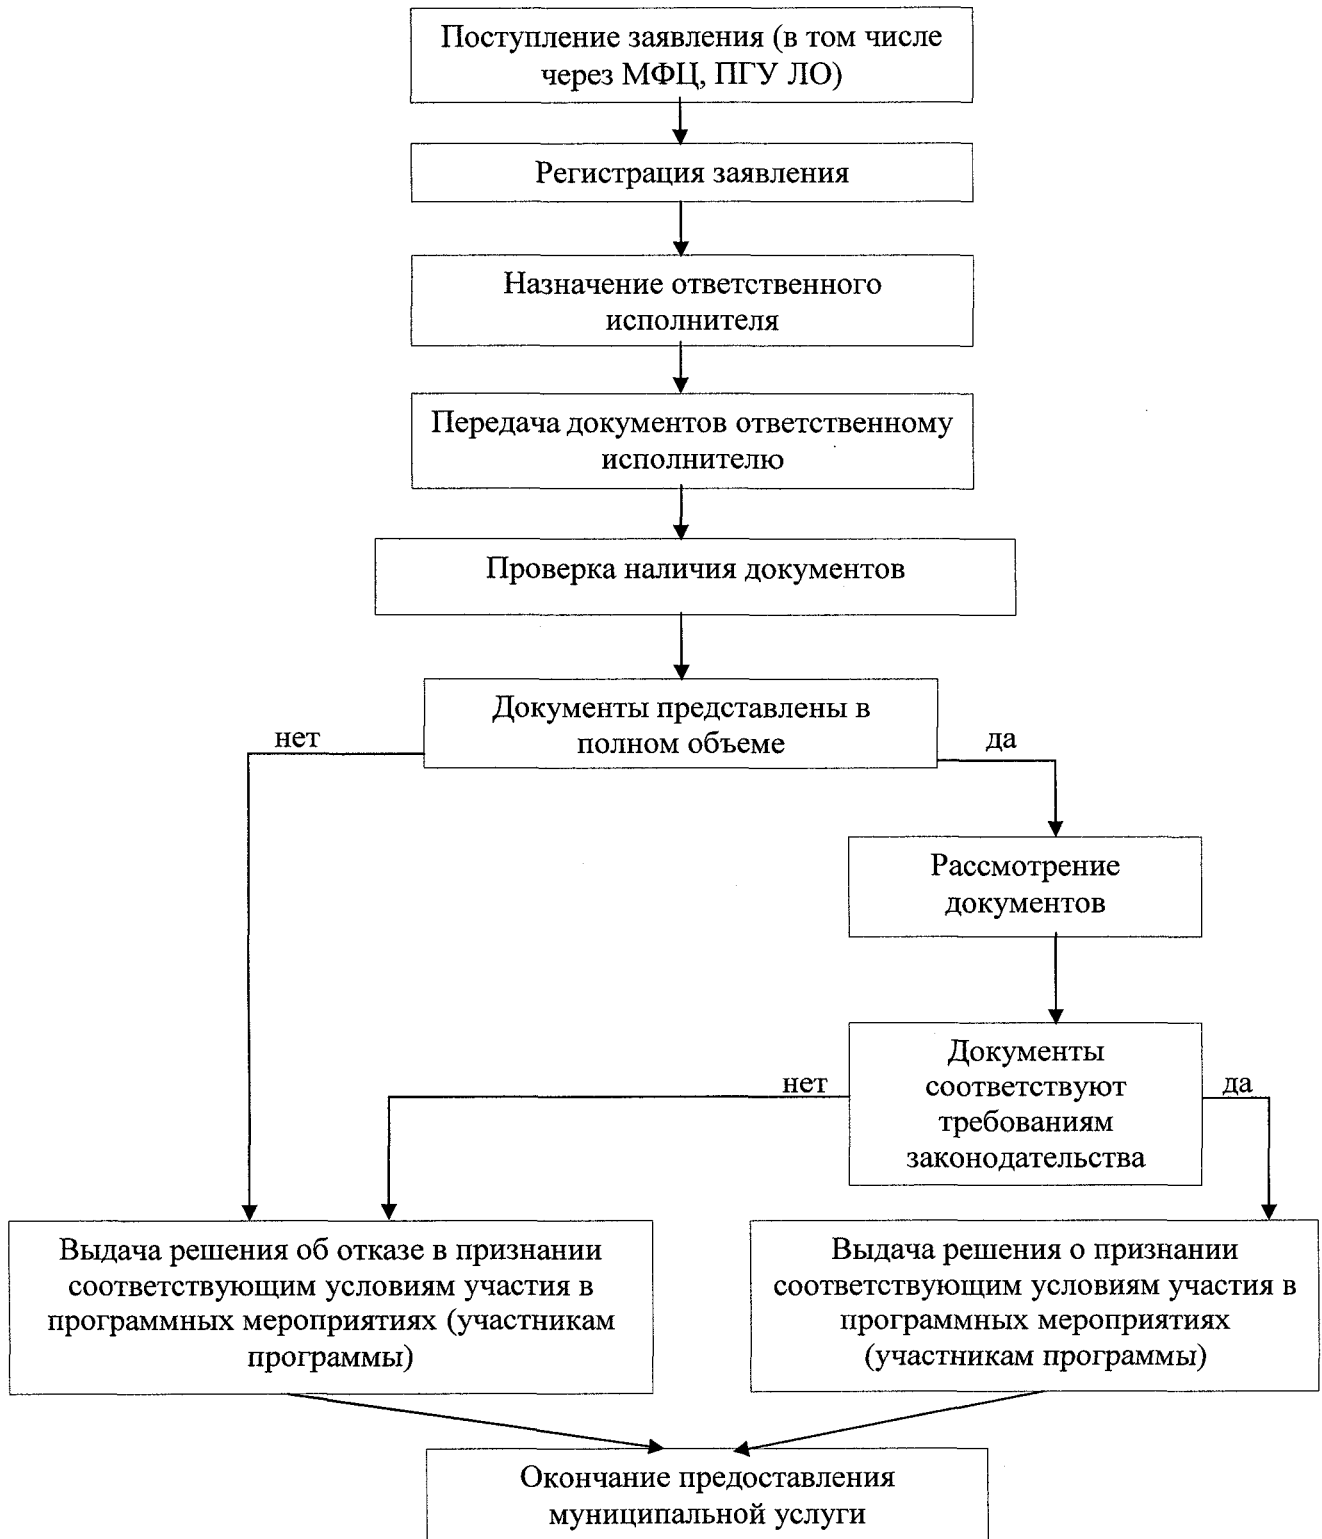 Поступление заявления (в том числе
через МФЦ, ПГУ ЛО)
Регистрация заявления
Назначение ответственного
исполнителя
Передача документов ответственному
исполнителю
Проверка наличия документов
Документы представлены в
полном объеме
нет
да
Рассмотрение
документов
Документы
соответствуют
требованиям
законодательства
нет
да
Выдача решения об отказе в признании
соответствующим условиям участия в
программных мероприятиях (участникам
программы)
Выдача решения о признании
соответствующим условиям участия в
программных мероприятиях
(участникам программы)
Окончание предоставления
муниципальной услуги